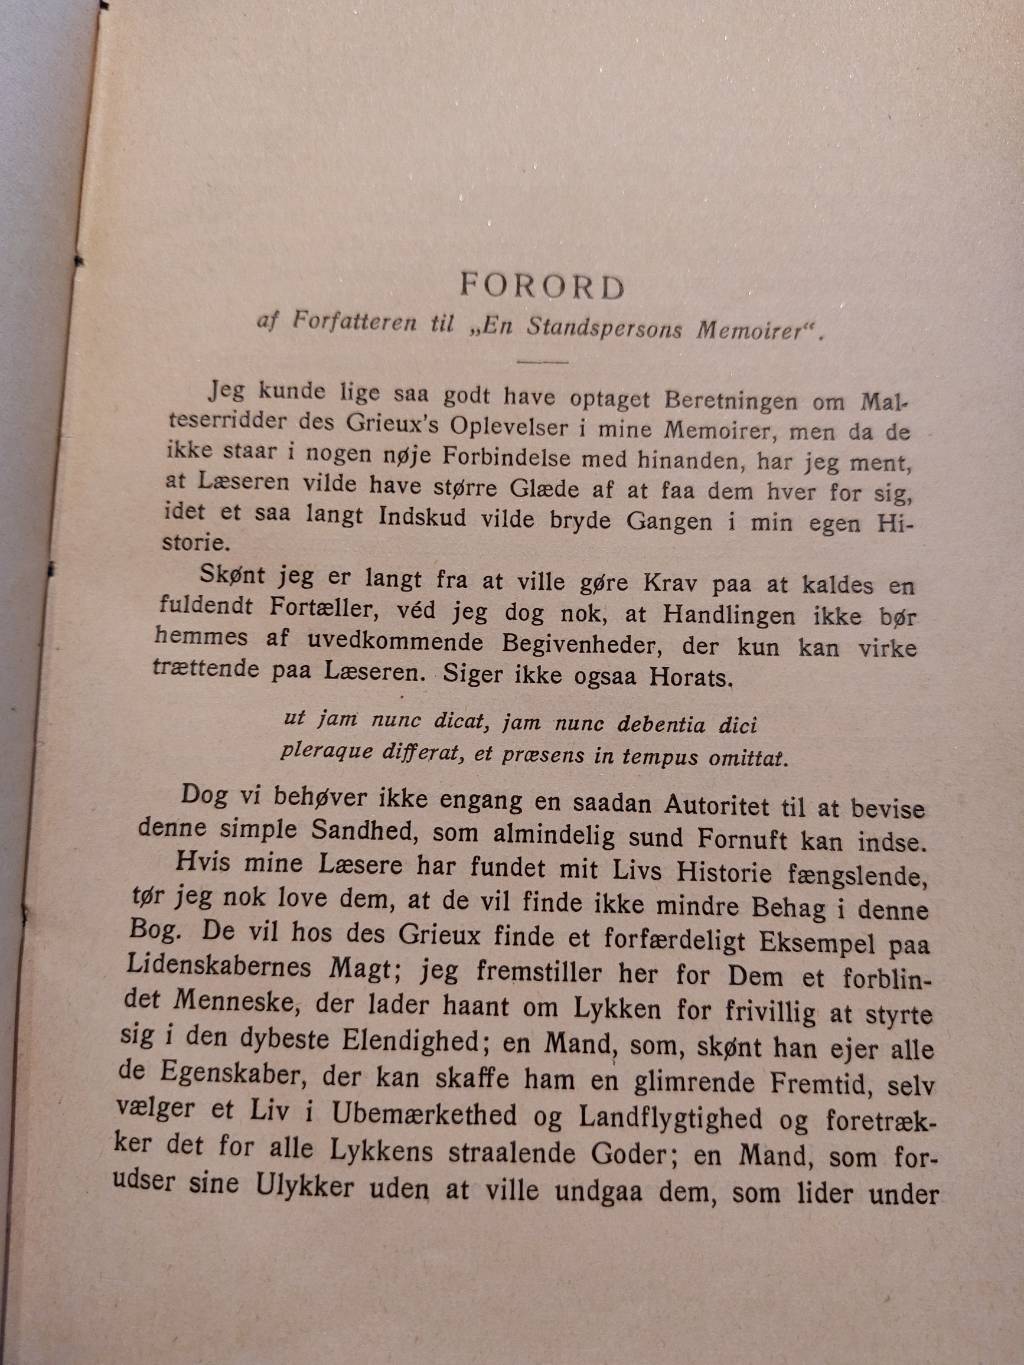 FORORD
af Forfatteren til „En Standspersons Memoirer“.
Jeg kunde lige saa godt have optaget Beretningen om Mal-
teserridder des Grieux's Oplevelser i mine Memoirer, men da de
ikke staar i nogen nøje Forbindelse med hinanden, har jeg ment,
at Læseren vilde have større Glæde af at faa dem hver for sig,
idet et saa langt Indskud vilde bryde Gangen i min egen Hi-
storie.
Skønt jeg er langt fra at ville gøre Krav paa at kaldes en
fuldendt Fortæller, véd jeg dog nok, at Handlingen ikke bør
hemmes af uvedkommende Begivenheder, der kun kan virke
trættende paa Læseren. Siger ikke ogsaa Horats.
ut jam nunc dicat, jam nunc debentia dici
pleraque differat, et præsens in tempus omittat.
Dog vi behøver ikke engang en saadan Autoritet til at bevise
denne simple Sandhed, som almindelig sund Fornuft kan indse.
Hvis mine Læsere har fundet mit Livs Historie fængslende,
tør jeg nok love dem, at de vil finde ikke mindre Behag i denne
Bog. De vil hos des Grieux finde et forfærdeligt Eksempel paa
Lidenskabernes Magt; jeg fremstiller her for Dem et forblin-
det Menneske, der lader haant om Lykken for frivillig at styrte
sig i den dybeste Elendighed; en Mand, som, skønt han ejer alle
de Egenskaber, der kan skaffe ham en glimrende Fremtid, selv
vælger et Liv i Ubemærkethed og Landflygtighed og foretræk-
ker det for alle Lykkens straalende Goder; en Mand, som for-
udser sine Ulykker uden at ville undgaa dem, som lider under